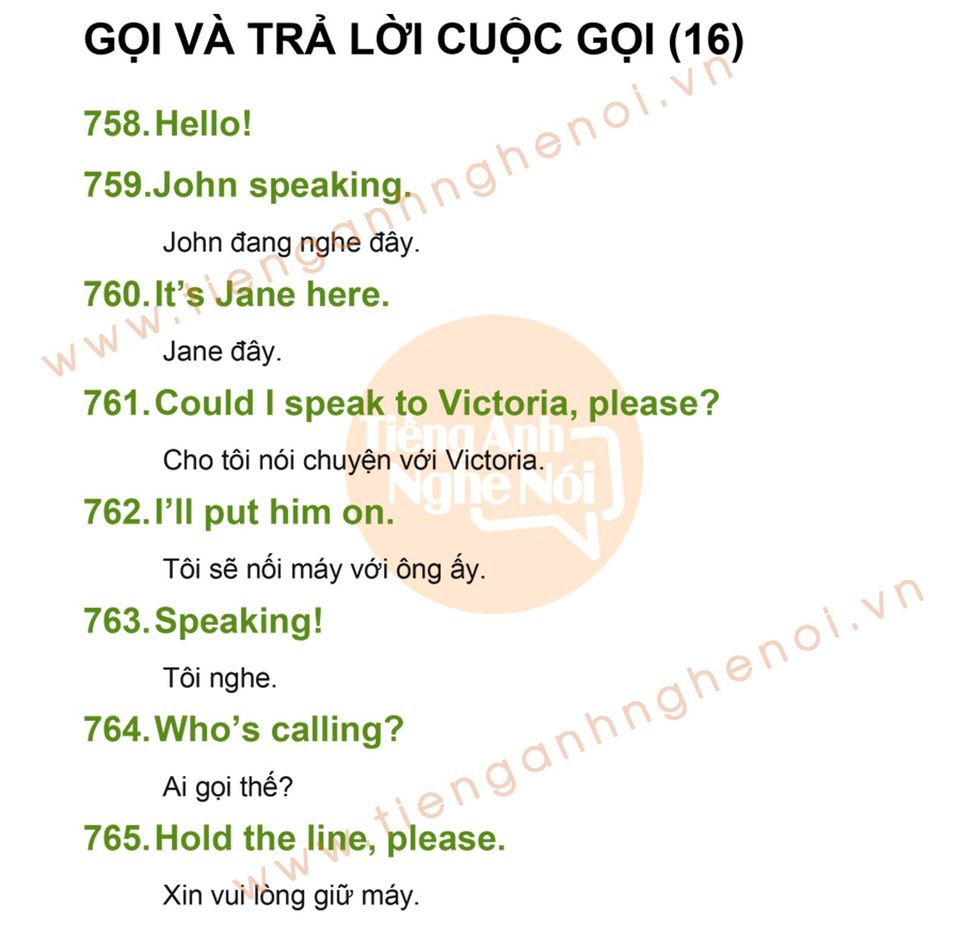 GỌI VÀ TRẢ LỜI CUỘC GỌI (16)
758. Hello!
759. John speaking.
John đang nghe đây.
760. It’s Jane here.
Jane đây.
761. Could I speak to Victoria, please?
Cho tôi nói chuyện với Victoria.
762. I’ll put him on.
Tôi sẽ nối máy với ông ấy.
763. Speaking!
Tôi nghe.
764. Who’s calling?
Ai gọi thế?
765. Hold the line, please.
Xin vui lòng giữ máy.
www.tienganhnghenoi.vn
Tiếng Anh
Nghe Nói
www.tienganhnghenoi.vn